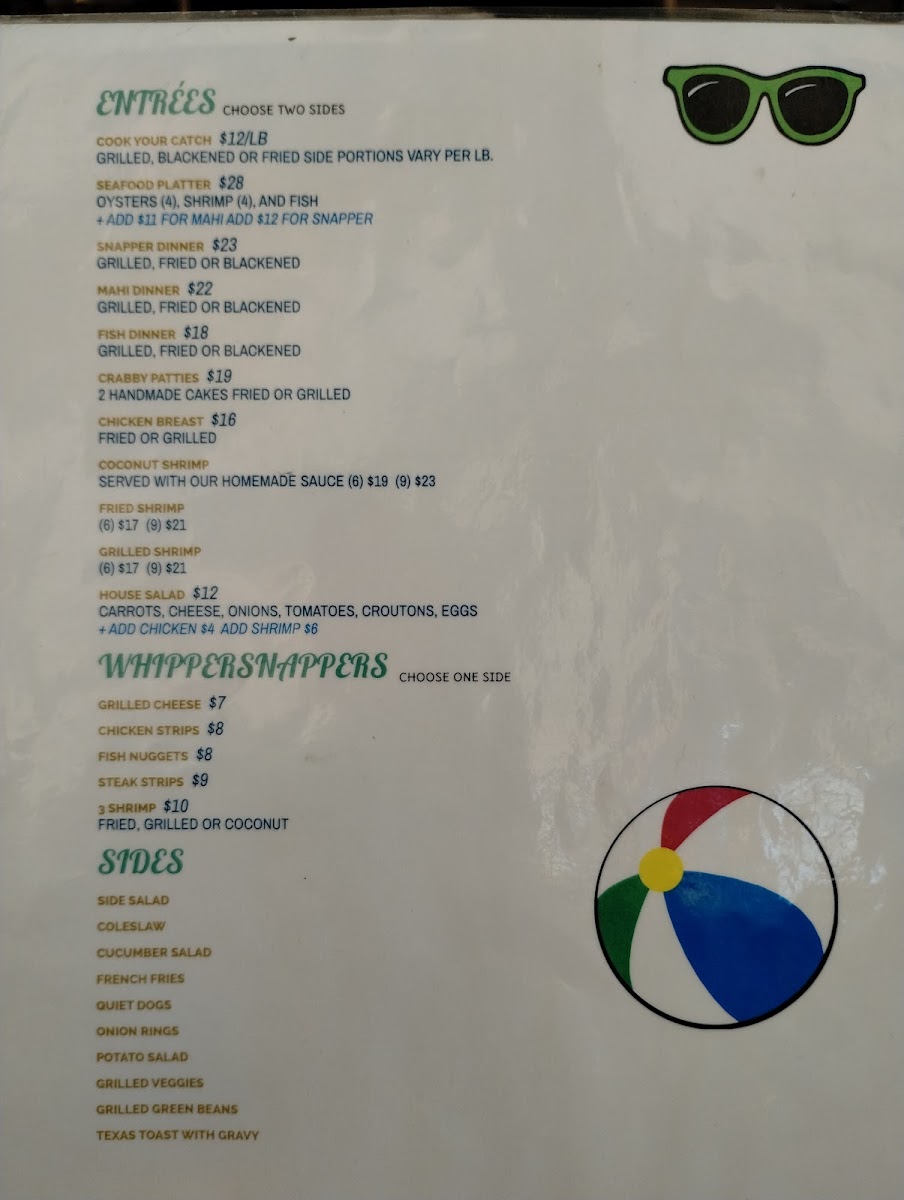 ENTRÉES CHOOSE TWO SIDES
COOK YOUR CATCH $12/LB
GRILLED, BLACKENED OR FRIED SIDE PORTIONS VARY PER LB.
SEAFOOD PLATTER $28
OYSTERS (4), SHRIMP (4), AND FISH
+ ADD $11 FOR MAHI ADD $12 FOR SNAPPER
SNAPPER DINNER $23
GRILLED, FRIED OR BLACKENED
MAHI DINNER $22
GRILLED, FRIED OR BLACKENED
FISH DINNER $18
GRILLED, FRIED OR BLACKENED
CRABBY PATTIES $19
2 HANDMADE CAKES FRIED OR GRILLED
CHICKEN BREAST $16
FRIED OR GRILLED
COCONUT SHRIMP
SERVED WITH OUR HOMEMADE SAUCE (6) $19 (9) $23
FRIED SHRIMP
(6) $17 (9) $21
GRILLED SHRIMP
(6) $17 (9) $21
HOUSE SALAD $12
CARROTS, CHEESE, ONIONS, TOMATOES, CROUTONS, EGGS
+ ADD CHICKEN $4 ADD SHRIMP $6
WHIPPERSNAPPERS CHOOSE ONE SIDE
GRILLED CHEESE $7
CHICKEN STRIPS $8
FISH NUGGETS $8
STEAK STRIPS $9
3 SHRIMP $10
FRIED, GRILLED OR COCONUT
SIDES
SIDE SALAD
COLESLAW
CUCUMBER SALAD
FRENCH FRIES
QUIET DOGS
ONION RINGS
POTATO SALAD
GRILLED VEGGIES
GRILLED GREEN BEANS
TEXAS TOAST WITH GRAVY